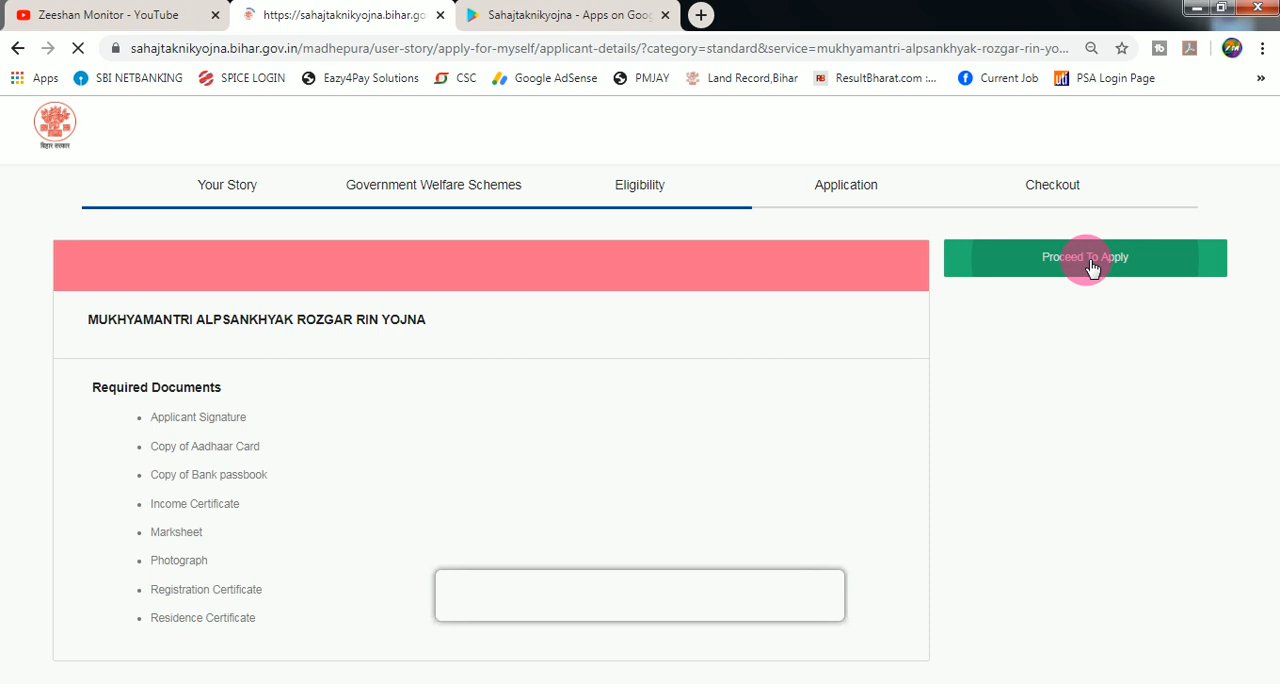 Zeeshan Monitor - YouTube
https://sahajtaknikyojna.bihar.go
Sahajtaknikyojna - Apps on Goog
sahajtaknikyojna.bihar.gov.in/madhepura/user-story/apply-for-myself/applicant-details/?category=standard&service=mukhyamantri-alpsankhyak-rozgar-rin-yo...
Apps
SBI NETBANKING
SPICE LOGIN
Eazy4Pay Solutions
CSC
Google AdSense
PMJAY
Land Record,Bihar
RB
ResultBharat.com :...
Current Job
uti
PSA Login Page
»
बिहार सरकार
Your Story
Government Welfare Schemes
Eligibility
Application
Checkout
Proceed To Apply
MUKHYAMANTRI ALPSANKHYAK ROZGAR RIN YOJNA
Required Documents
Applicant Signature
Copy of Aadhaar Card
Copy of Bank passbook
Income Certificate
Marksheet
Photograph
Registration Certificate
Residence Certificate